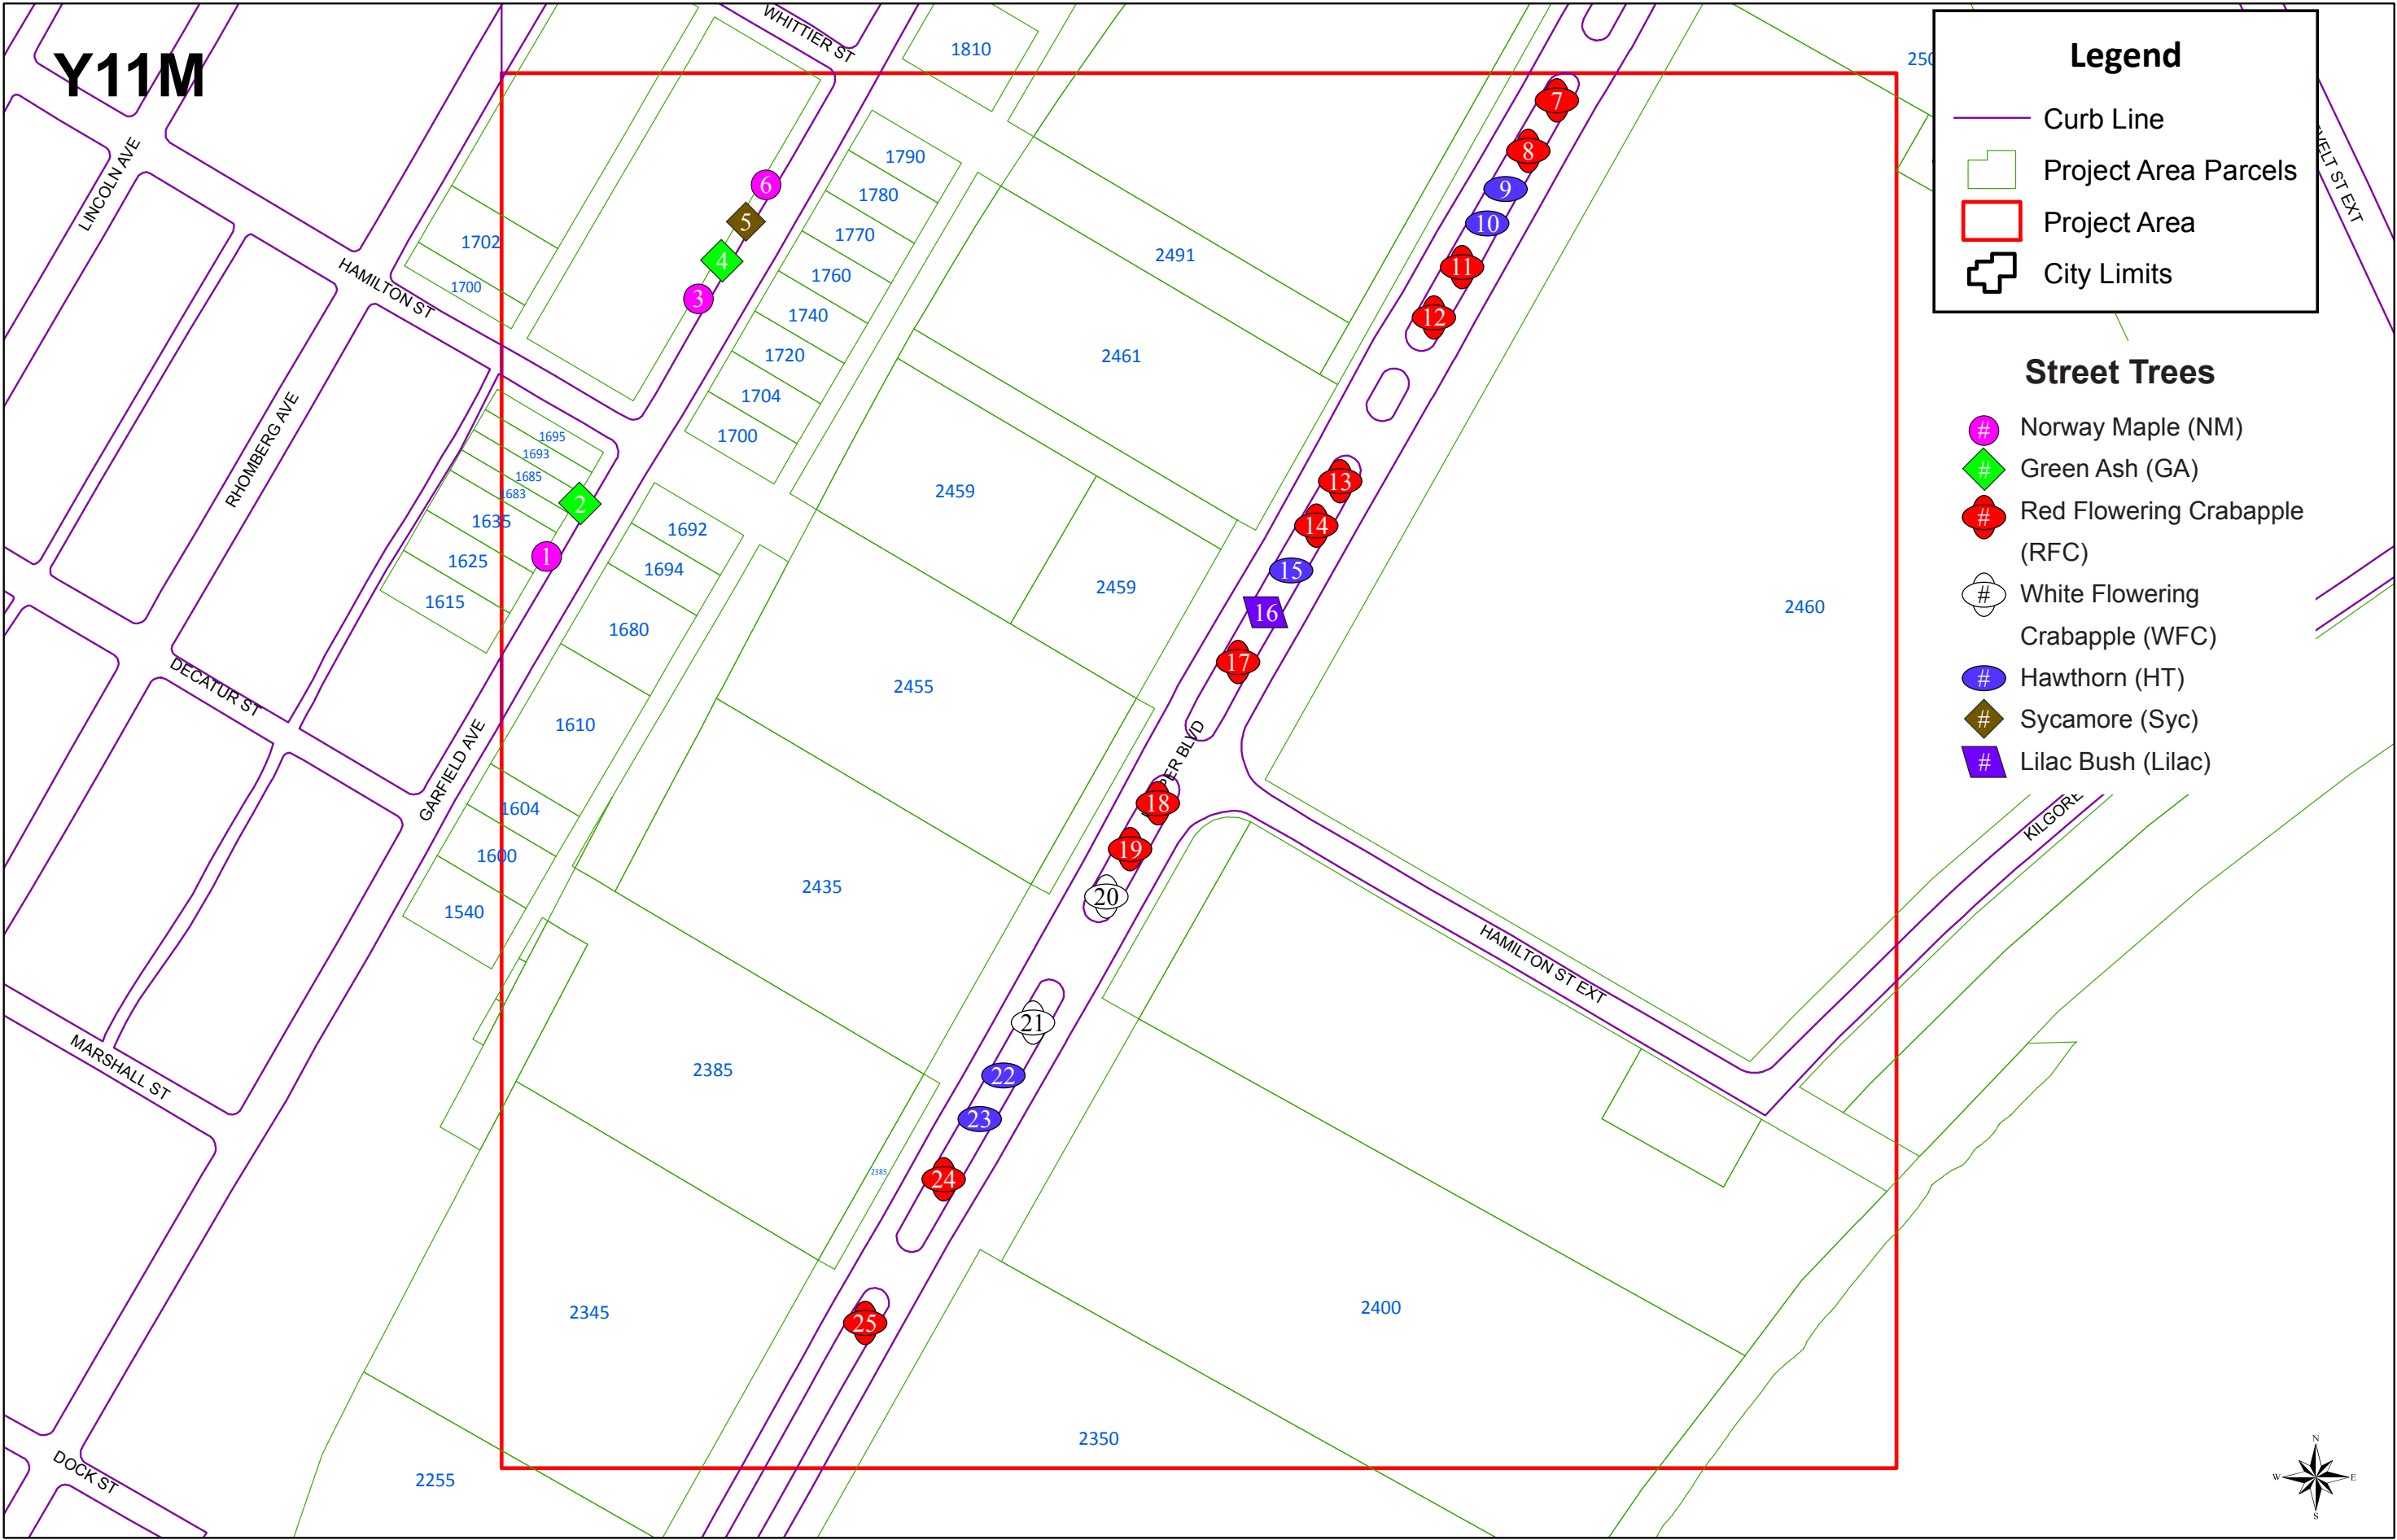 Y11M
WHITTIER ST
LINCOLN AVE
HAMILTON ST
RHOMBERG AVE
DECATUR ST
GARFIELD AVE
MARSHALL ST
DOCK ST
PER BLVD
HAMILTON ST EXT
KILGORE
VELT ST EXT
1810
250
1790
1780
1770
1760
1740
1720
1704
1700
1702
1700
1695
1693
1685
1683
1635
1625
1615
1692
1694
1680
1610
1604
1600
1540
2491
2461
2459
2459
2455
2435
2385
2385
2345
2255
2460
2400
2350
1
2
3
4
5
6
7
8
9
10
11
12
13
14
15
16
17
18
19
20
21
22
23
24
25
Legend
Curb Line
Project Area Parcels
Project Area
City Limits
Street Trees
# Norway Maple (NM)
# Green Ash (GA)
# Red Flowering Crabapple
(RFC)
# White Flowering
Crabapple (WFC)
# Hawthorn (HT)
# Sycamore (Syc)
# Lilac Bush (Lilac)
N
W E
S